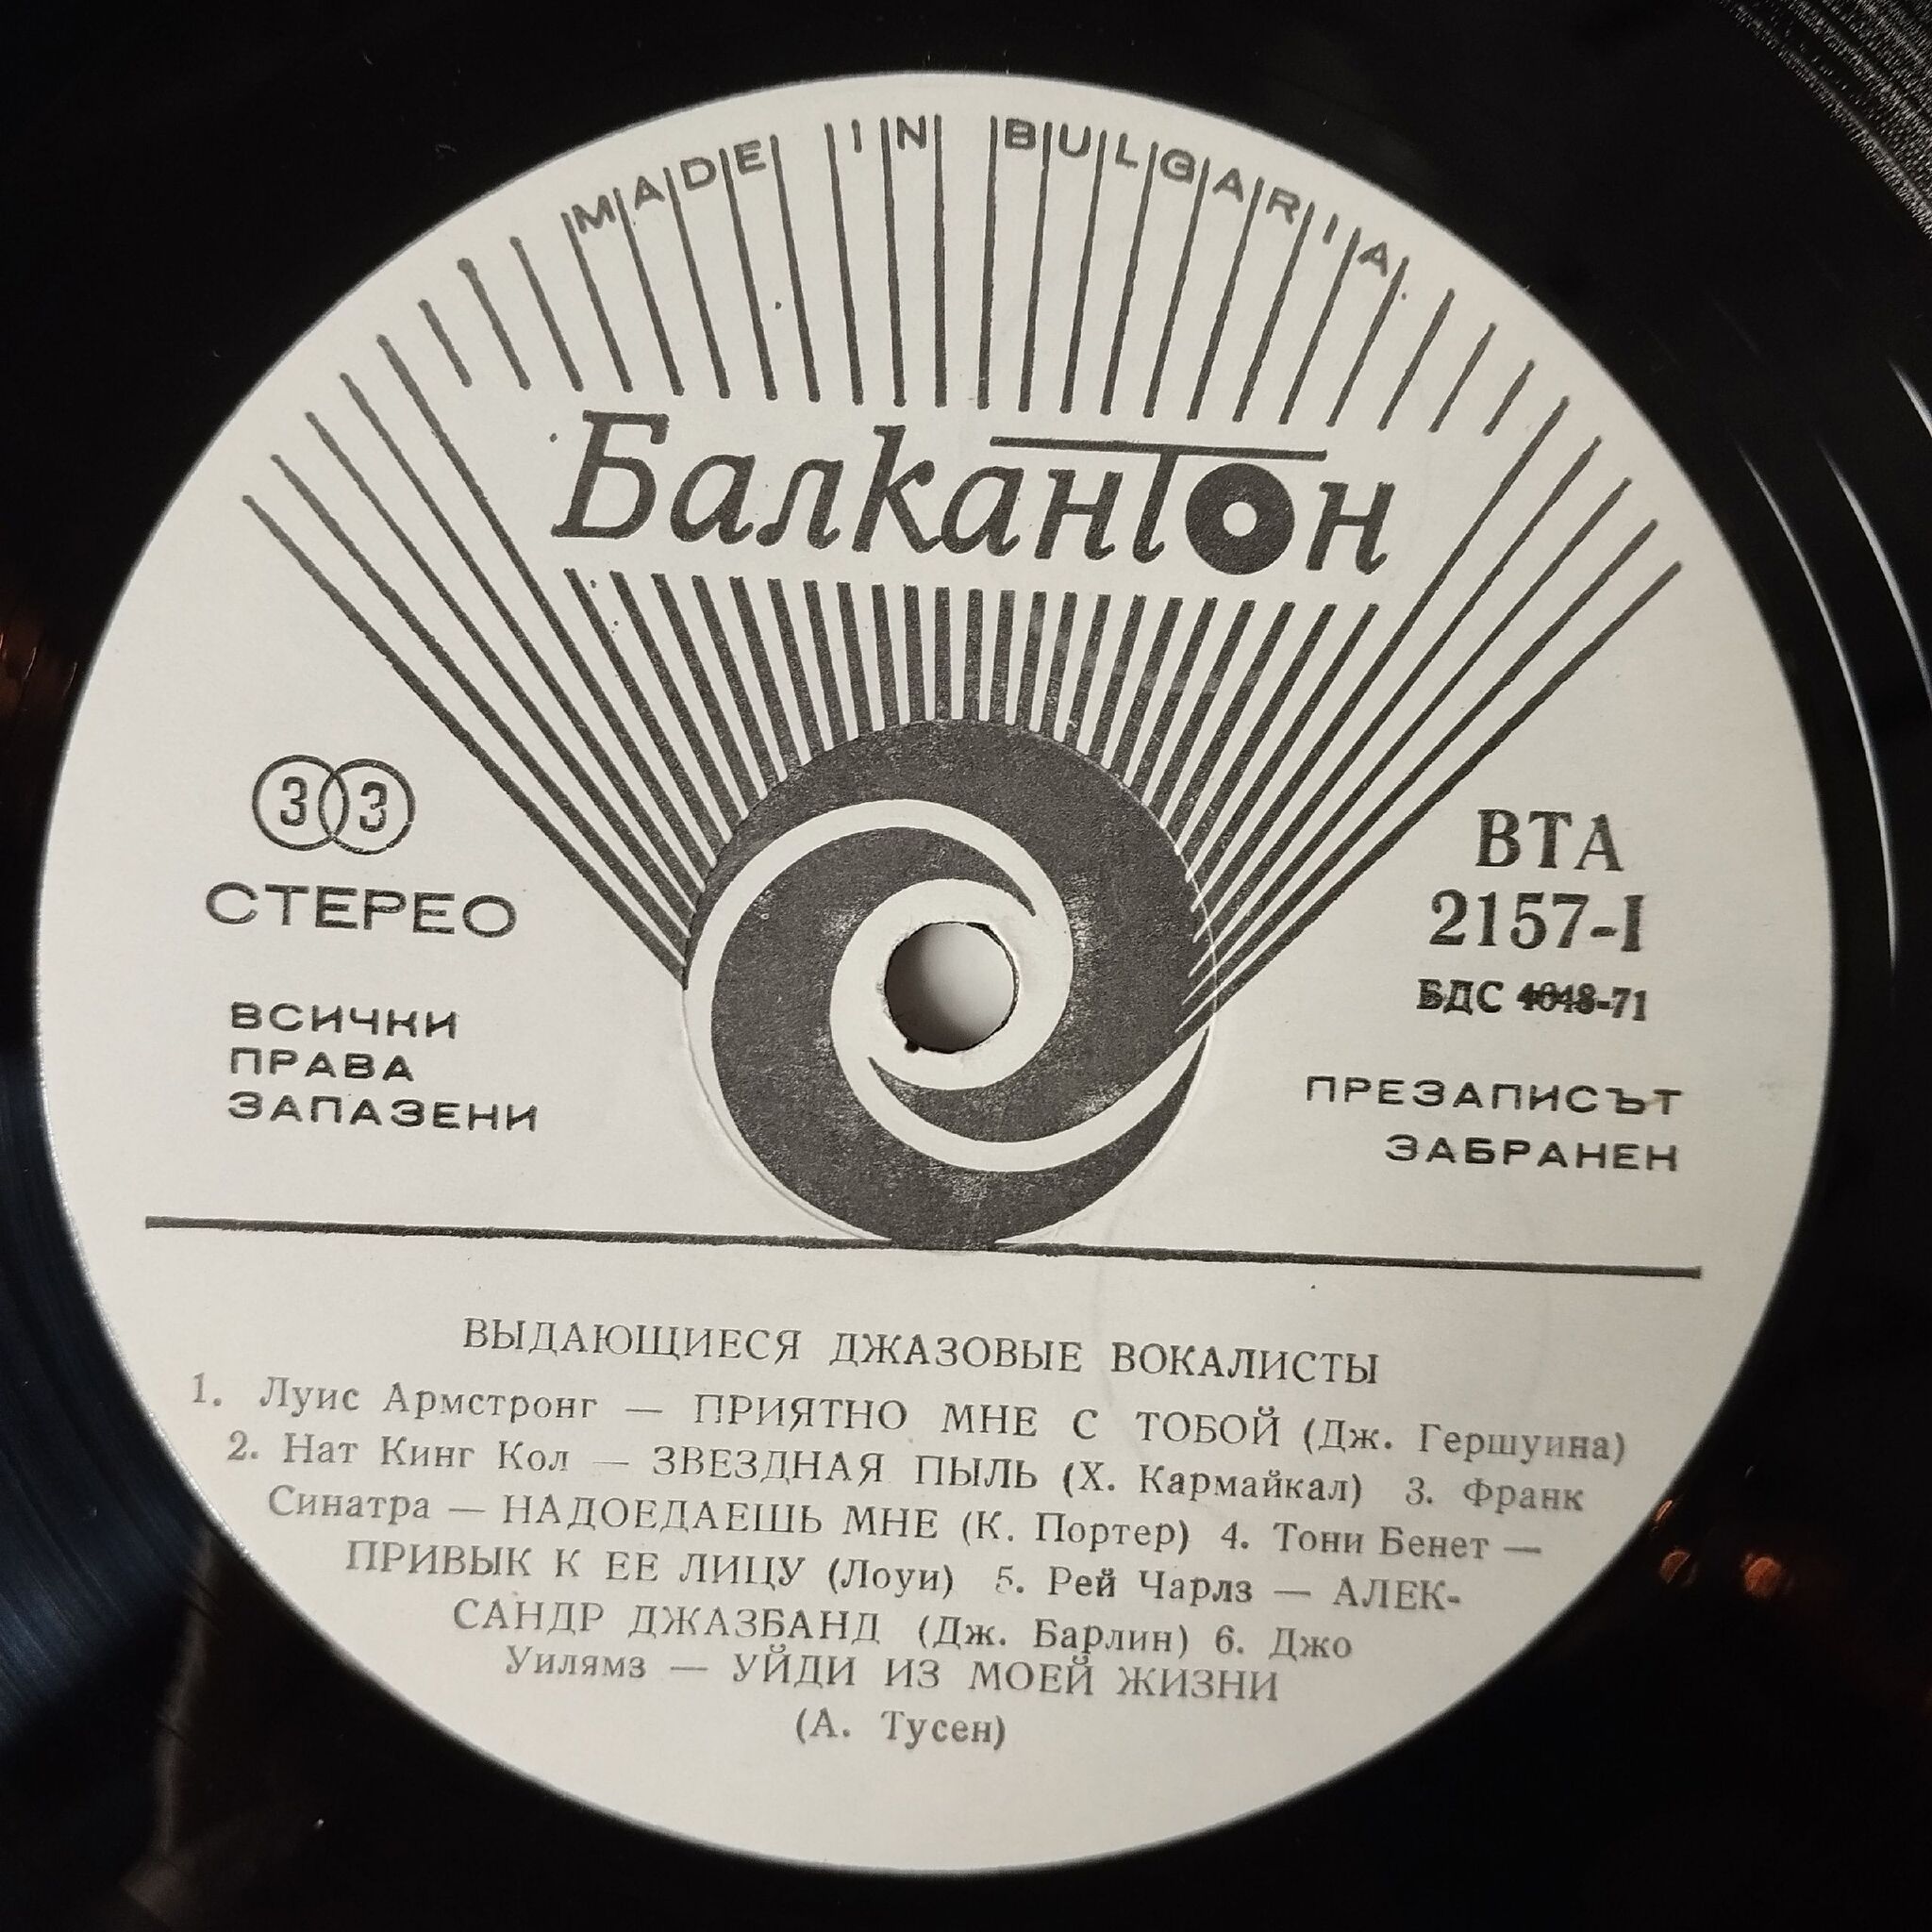 MADE IN BULGARIA
Балкантон
33
СТЕРЕО
ВСИЧКИ
ПРАВА
ЗАПАЗЕНИ
ВТА
2157-I
БДС 4048-71
ПРЕЗАПИСЪТ
ЗАБРАНЕН
ВЫДАЮЩИЕСЯ ДЖАЗОВЫЕ ВОКАЛИСТЫ
1. Луис Армстронг — ПРИЯТНО МНЕ С ТОБОЙ (Дж. Гершуина)
2. Нат Кинг Кол — ЗВЕЗДНАЯ ПЫЛЬ (Х. Кармайкал) 3. Франк
Синатра — НАДОЕДАЕШЬ МНЕ (К. Портер) 4. Тони Бенет —
ПРИВЫК К ЕЕ ЛИЦУ (Лоуи) 5. Рей Чарлз — АЛЕК-
САНДР ДЖАЗБАНД (Дж. Барлин) 6. Джо
Уилямз — УЙДИ ИЗ МОЕЙ ЖИЗНИ
(А. Тусен)